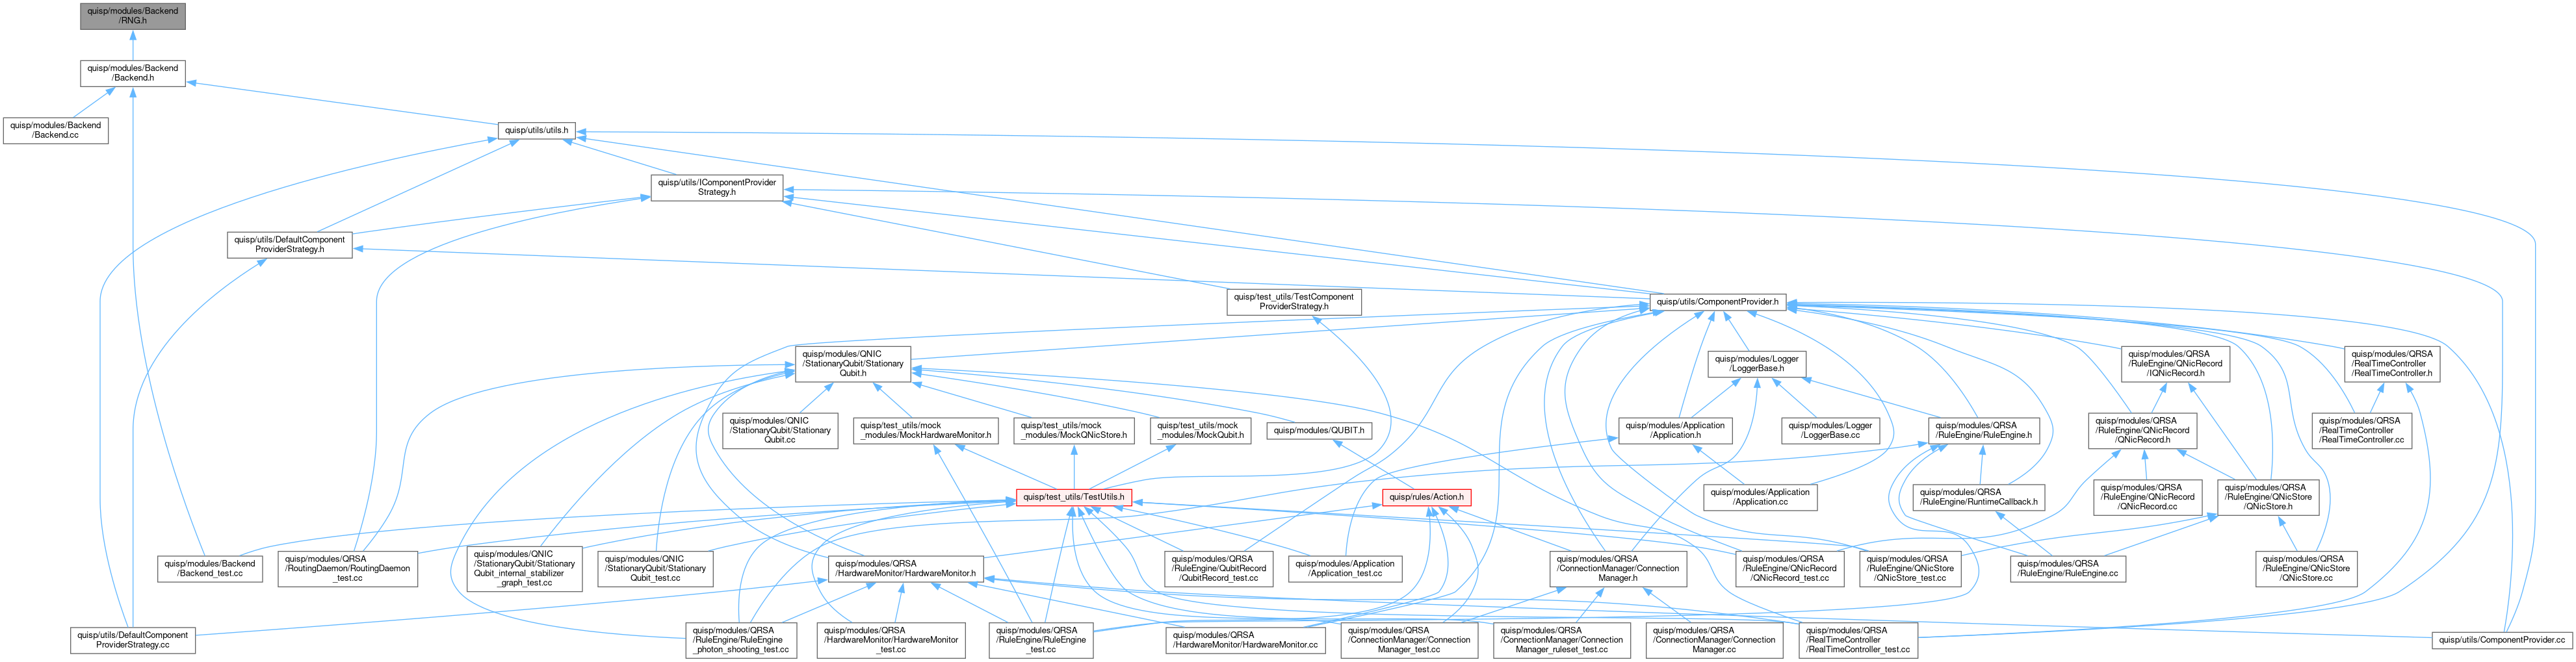 quisp/modules/Backend
/RNG.h
quisp/modules/Backend
/Backend.h
quisp/modules/Backend
/Backend.cc
quisp/utils/utils.h
quisp/utils/IComponentProvider
Strategy.h
quisp/utils/DefaultComponent
ProviderStrategy.h
quisp/test_utils/TestComponent
ProviderStrategy.h
quisp/utils/ComponentProvider.h
quisp/modules/QNIC
/StationaryQubit/Stationary
Qubit.h
quisp/modules/Logger
/LoggerBase.h
quisp/modules/QRSA
/RuleEngine/QNicRecord
/IQNicRecord.h
quisp/modules/QRSA
/RealTimeController
/RealTimeController.h
quisp/modules/QNIC
/StationaryQubit/Stationary
Qubit.cc
quisp/test_utils/mock
_modules/MockHardwareMonitor.h
quisp/test_utils/mock
_modules/MockQNicStore.h
quisp/test_utils/mock
_modules/MockQubit.h
quisp/modules/QUBIT.h
quisp/modules/Application
/Application.h
quisp/modules/Logger
/LoggerBase.cc
quisp/modules/QRSA
/RuleEngine/RuleEngine.h
quisp/modules/QRSA
/RuleEngine/QNicRecord
/QNicRecord.h
quisp/modules/QRSA
/RealTimeController
/RealTimeController.cc
quisp/test_utils/TestUtils.h
quisp/rules/Action.h
quisp/modules/Application
/Application.cc
quisp/modules/QRSA
/RuleEngine/RuntimeCallback.h
quisp/modules/QRSA
/RuleEngine/QNicRecord
/QNicRecord.cc
quisp/modules/QRSA
/RuleEngine/QNicStore
/QNicStore.h
quisp/modules/Backend
/Backend_test.cc
quisp/modules/QRSA
/RoutingDaemon/RoutingDaemon
_test.cc
quisp/modules/QNIC
/StationaryQubit/Stationary
Qubit_internal_stabilizer
_graph_test.cc
quisp/modules/QNIC
/StationaryQubit/Stationary
Qubit_test.cc
quisp/modules/QRSA
/HardwareMonitor/HardwareMonitor.h
quisp/modules/QRSA
/RuleEngine/QubitRecord
/QubitRecord_test.cc
quisp/modules/Application
/Application_test.cc
quisp/modules/QRSA
/ConnectionManager/Connection
Manager.h
quisp/modules/QRSA
/RuleEngine/QNicRecord
/QNicRecord_test.cc
quisp/modules/QRSA
/RuleEngine/QNicStore
/QNicStore_test.cc
quisp/modules/QRSA
/RuleEngine/RuleEngine.cc
quisp/modules/QRSA
/RuleEngine/QNicStore
/QNicStore.cc
quisp/utils/DefaultComponent
ProviderStrategy.cc
quisp/modules/QRSA
/RuleEngine/RuleEngine
_photon_shooting_test.cc
quisp/modules/QRSA
/HardwareMonitor/HardwareMonitor
_test.cc
quisp/modules/QRSA
/RuleEngine/RuleEngine
_test.cc
quisp/modules/QRSA
/HardwareMonitor/HardwareMonitor.cc
quisp/modules/QRSA
/ConnectionManager/Connection
Manager_test.cc
quisp/modules/QRSA
/ConnectionManager/Connection
Manager_ruleset_test.cc
quisp/modules/QRSA
/ConnectionManager/Connection
Manager.cc
quisp/modules/QRSA
/RealTimeController
/RealTimeController_test.cc
quisp/utils/ComponentProvider.cc